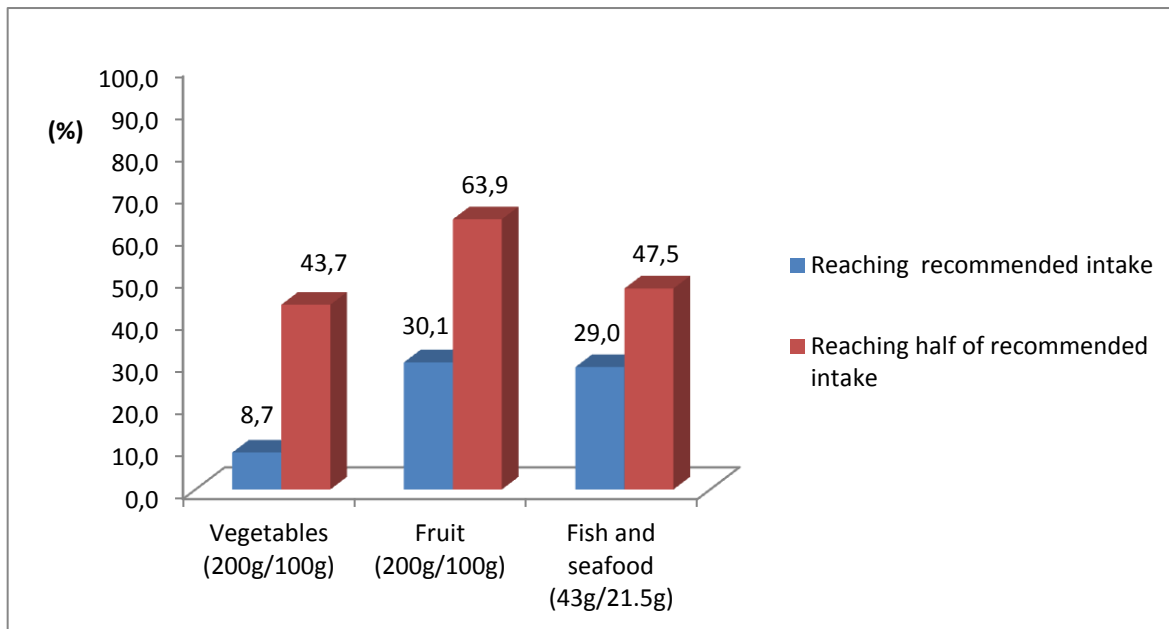 100,0
(%)
90,0
80,0
70,0
60,0
50,0
40,0
30,0
20,0
10,0
0,0
8,7
43,7
30,1
63,9
29,0
47,5
Vegetables
(200g/100g)
Fruit
(200g/100g)
Fish and
seafood
(43g/21.5g)
Reaching recommended intake
Reaching half of recommended
intake